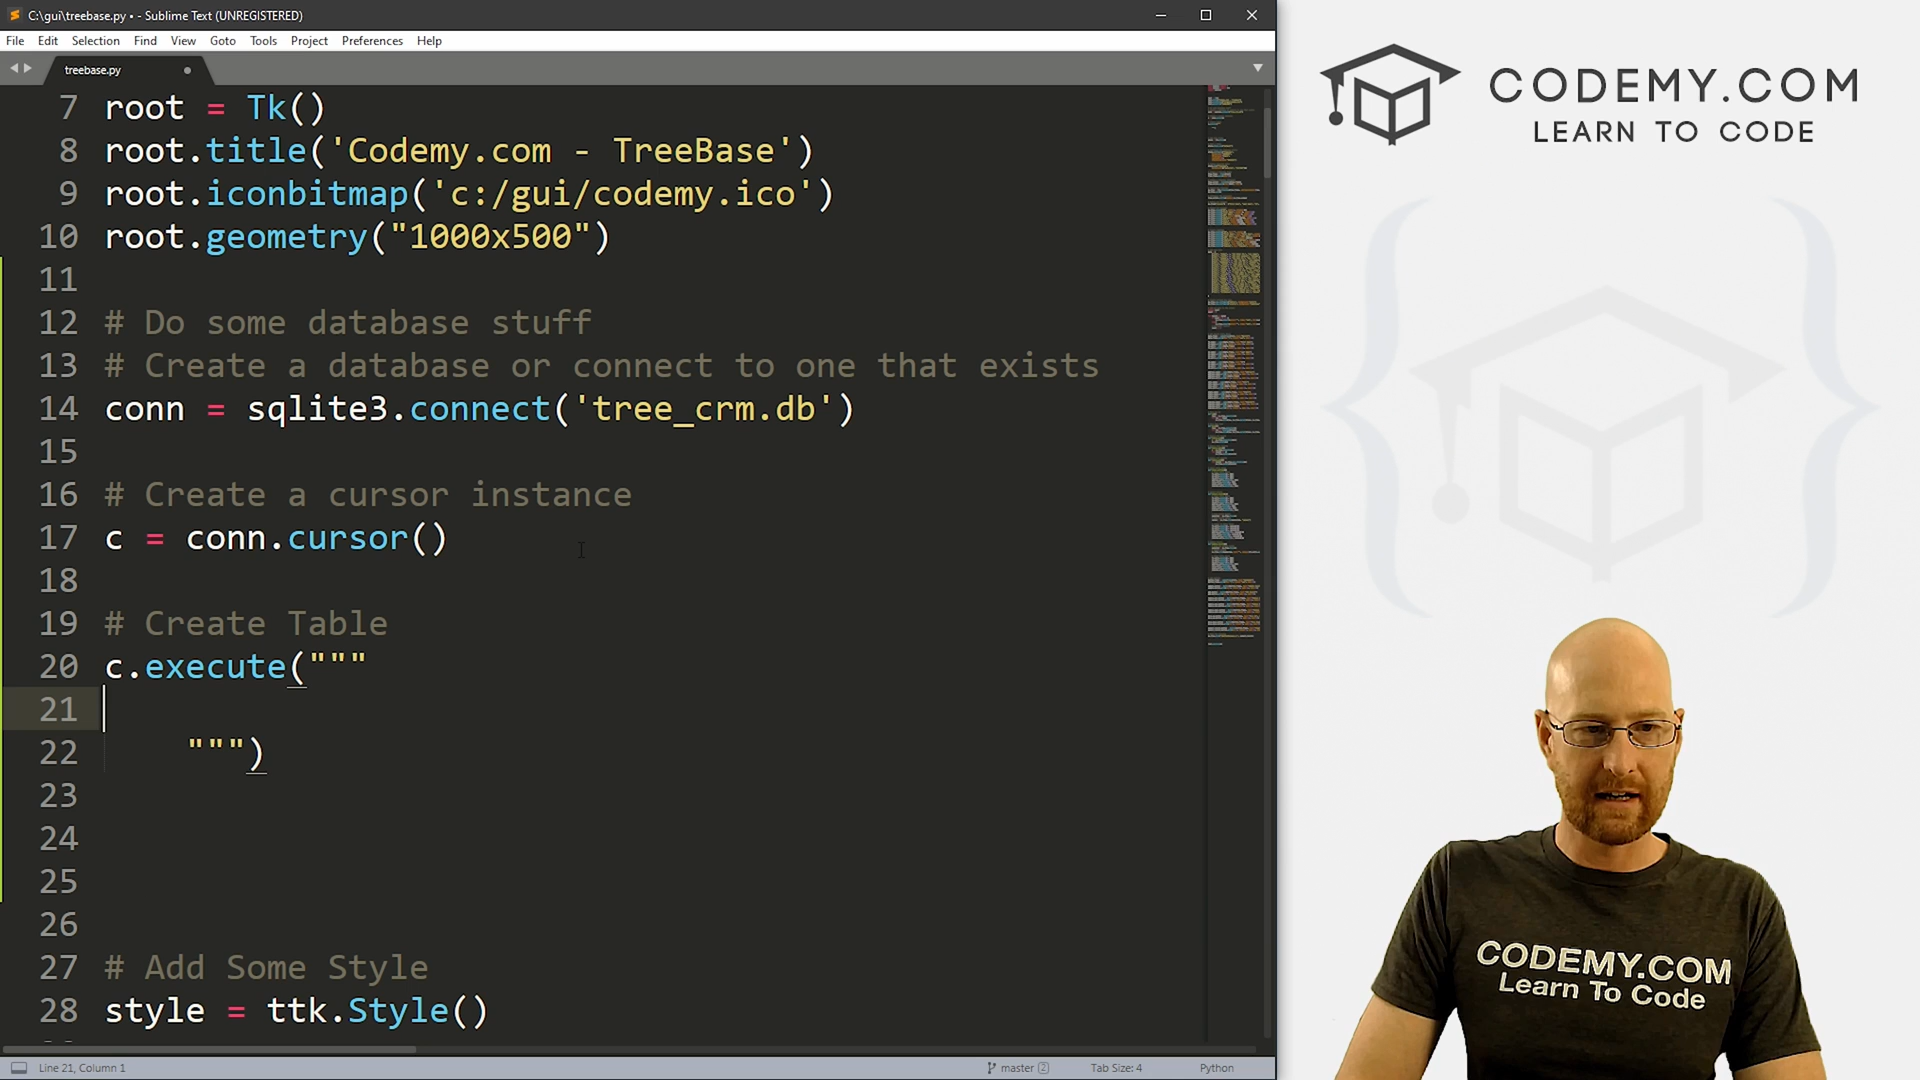 C:\gui\treebase.py • - Sublime Text (UNREGISTERED)
File Edit Selection Find View Goto Tools Project Preferences Help
treebase.py
7 root = Tk()
8 root.title('Codemy.com - TreeBase')
9 root.iconbitmap('c:/gui/codemy.ico')
10 root.geometry("1000x500")
11
12 # Do some database stuff
13 # Create a database or connect to one that exists
14 conn = sqlite3.connect('tree_crm.db')
15
16 # Create a cursor instance
17 c = conn.cursor()
18
19 # Create Table
20 c.execute("""
21
22 """)
23
24
25
26
27 # Add Some Style
28 style = ttk.Style()
Line 21, Column 1
master 2
Tab Size: 4
Python
CODEMY.COM
LEARN TO CODE
CODEMY.COM
Learn To Code